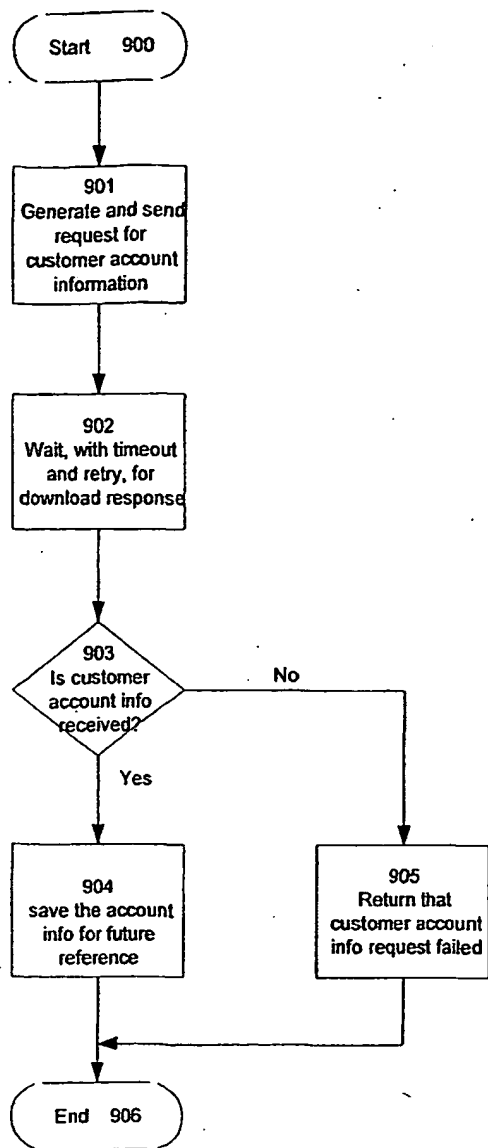 Start 900
901
Generate and send
request for
customer account
information
902
Wait, with timeout
and retry, for
download response
903
Is customer
account info
received?
No
Yes
904
save the account
info for future
reference
905
Return that
customer account
info request failed
End 906